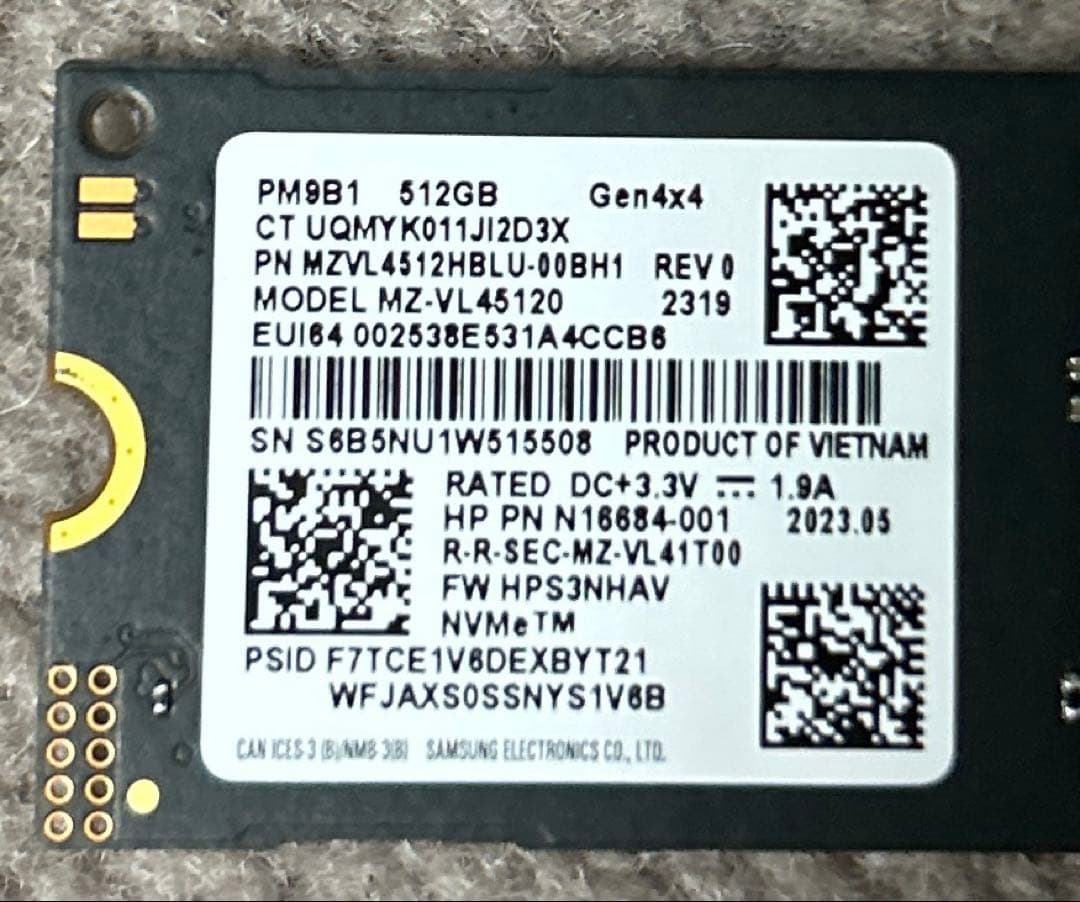 PM9B1 512GB Gen4x4
CT UQMYK011JI2D3X
PN MZVL4512HBLU-00BH1 REV 0
MODEL MZ-VL45120 2319
EUI64 002538E531A4CCB6
SN S6B5NU1W515508 PRODUCT OF VIETNAM
RATED DC+3.3V ⎓ 1.9A
HP PN N16684-001 2023.05
R-R-SEC-MZ-VL41T00
FW HPS3NHAV
NVMe™
PSID F7TCE1V6DEXBYT21
WFJAXS0SSNYS1V6B
CAN ICES-3 (B)/NMB-3(B) SAMSUNG ELECTRONICS CO., LTD.